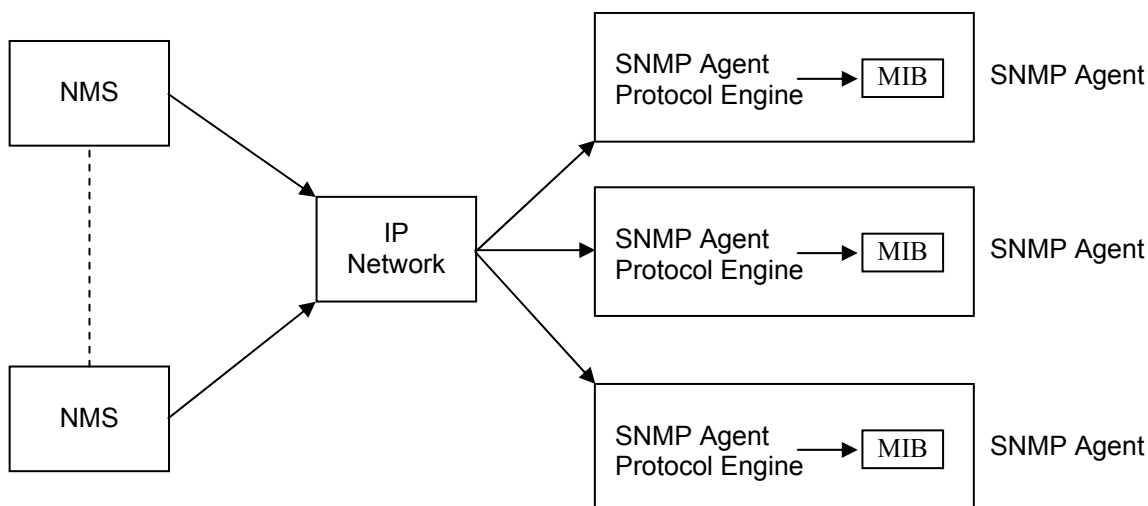 NMS
NMS
IP
Network
SNMP Agent
Protocol Engine
MIB
SNMP Agent
SNMP Agent
Protocol Engine
MIB
SNMP Agent
SNMP Agent
Protocol Engine
MIB
SNMP Agent